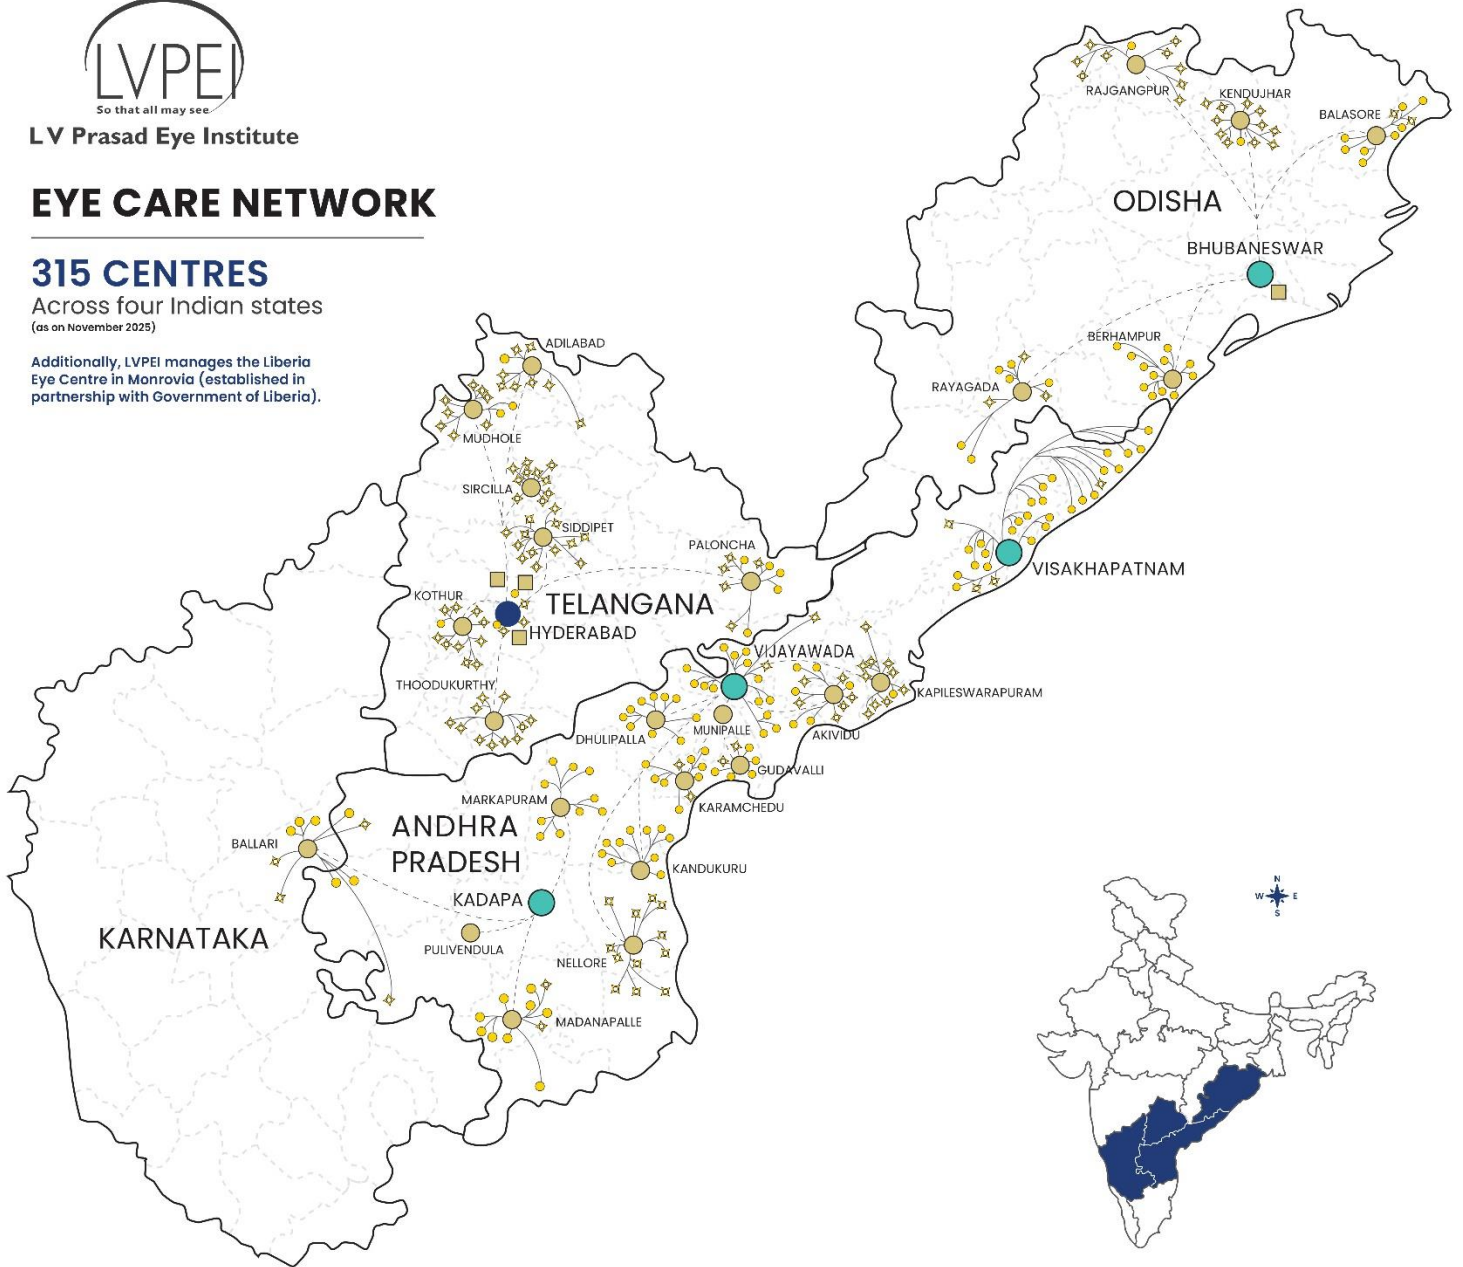 LVPEI
So that all may see
L V Prasad Eye Institute
EYE CARE NETWORK
315 CENTRES
Across four Indian states
(as on November 2025)
Additionally, LVPEI manages the Liberia
Eye Centre in Monrovia (established in
partnership with Government of Liberia).
RAJGANGPUR
KENDUJHAR
BALASORE
ODISHA
BHUBANESWAR
BERHAMPUR
RAYAGADA
ADILABAD
MUDHOLE
SIRCILLA
SIDDIPET
PALONCHA
VISAKHAPATNAM
KOTHUR
TELANGANA
HYDERABAD
VIJAYAWADA
THOODUKURTHY
KAPILESWARAPURAM
MUNIPALLE
AKIVIDU
DHULIPALLA
GUDAVALLI
MARKAPURAM
KARAMCHEDU
ANDHRA
PRADESH
BALLARI
KANDUKURU
KADAPA
KARNATAKA
PULIVENDULA
NELLORE
MADANAPALLE
N
W E
S